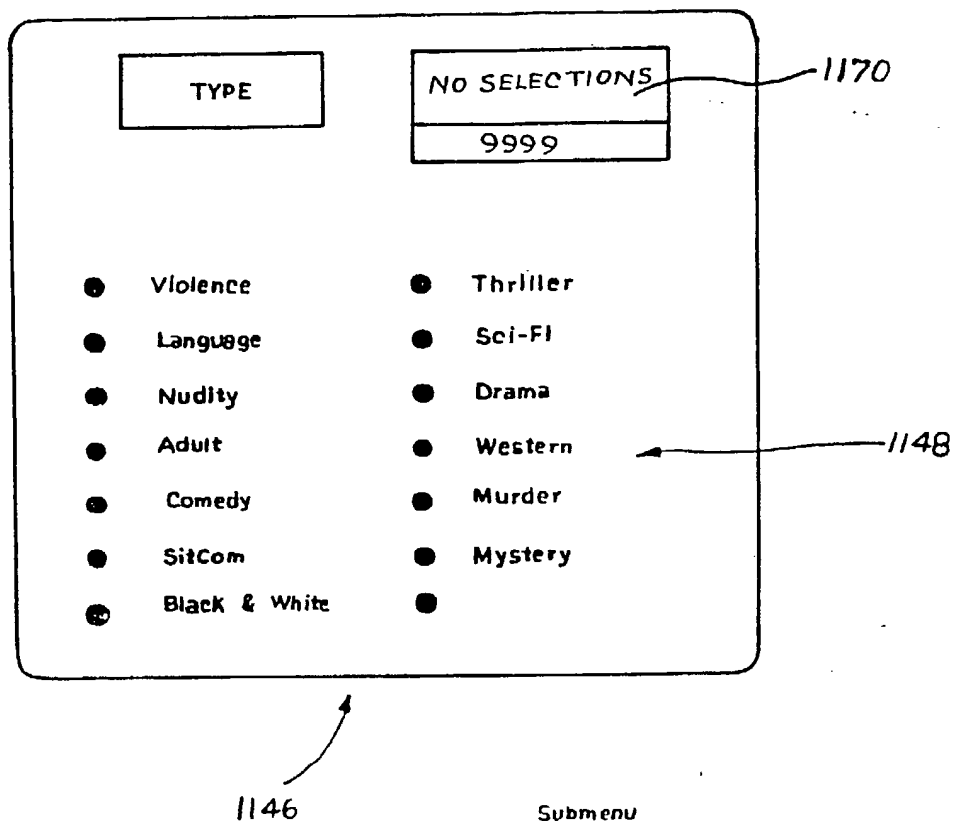 TYPE
NO SELECTIONS
9999
1170
Violence
Language
Nudity
Adult
Comedy
SitCom
Black & White
Thriller
Sci-FI
Drama
Western
Murder
Mystery
1148
1146
Submenu